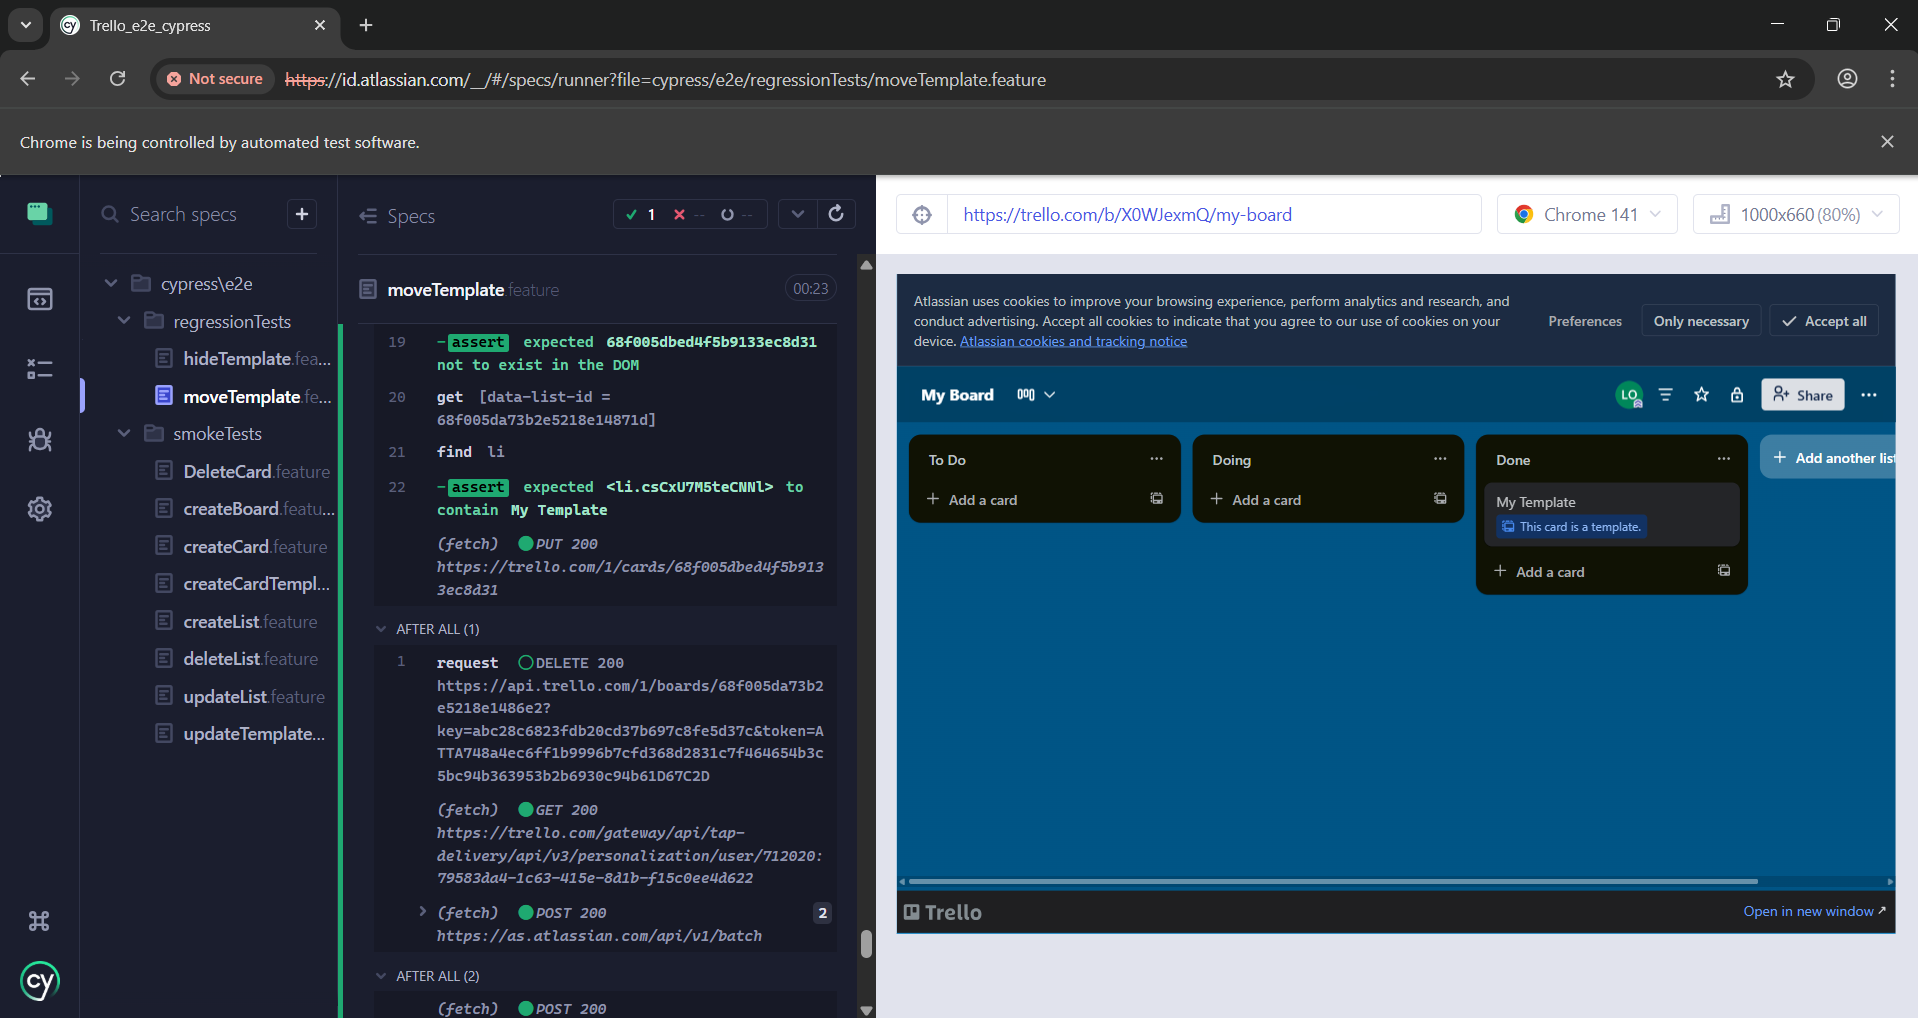 Trello_e2e_cypress
Not secure
https://id.atlassian.com/__/#/specs/runner?file=cypress/e2e/regressionTests/moveTemplate.feature
Chrome is being controlled by automated test software.
Search specs
cypress\e2e
regressionTests
hideTemplate.fea...
moveTemplate.fe...
smokeTests
DeleteCard.feature
createBoard.featu...
createCard.feature
createCardTempl...
createList.feature
deleteList.feature
updateList.feature
updateTemplate...
cy
Specs
1 -- --
moveTemplate.feature 00:23
19 -assert expected 68f005dbed4f5b9133ec8d31
not to exist in the DOM
20 get [data-list-id =
68f005da73b2e5218e14871d]
21 find li
22 -assert expected <li.csCxU7M5teCNNl> to
contain My Template
(fetch) PUT 200
https://trello.com/1/cards/68f005dbed4f5b913
3ec8d31
AFTER ALL (1)
1 request DELETE 200
https://api.trello.com/1/boards/68f005da73b2
e5218e1486e2?
key=abc28c6823fdb20cd37b697c8fe5d37c&token=A
TTA748a4ec6ff1b9996b7cfd368d2831c7f464654b3c
5bc94b363953b2b6930c94b61D67C2D
(fetch) GET 200
https://trello.com/gateway/api/tap-
delivery/api/v3/personalization/user/712020:
79583da4-1c63-415e-8d1b-f15c0ee4d622
(fetch) POST 200 2
https://as.atlassian.com/api/v1/batch
AFTER ALL (2)
(fetch) POST 200
https://trello.com/b/X0WJexmQ/my-board
Chrome 141
1000x660 (80%)
Atlassian uses cookies to improve your browsing experience, perform analytics and research, and
conduct advertising. Accept all cookies to indicate that you agree to our use of cookies on your
device. Atlassian cookies and tracking notice
Preferences
Only necessary
Accept all
My Board
LO
Share
To Do
Add a card
Doing
Add a card
Done
My Template
This card is a template.
Add a card
Add another list
Trello
Open in new window